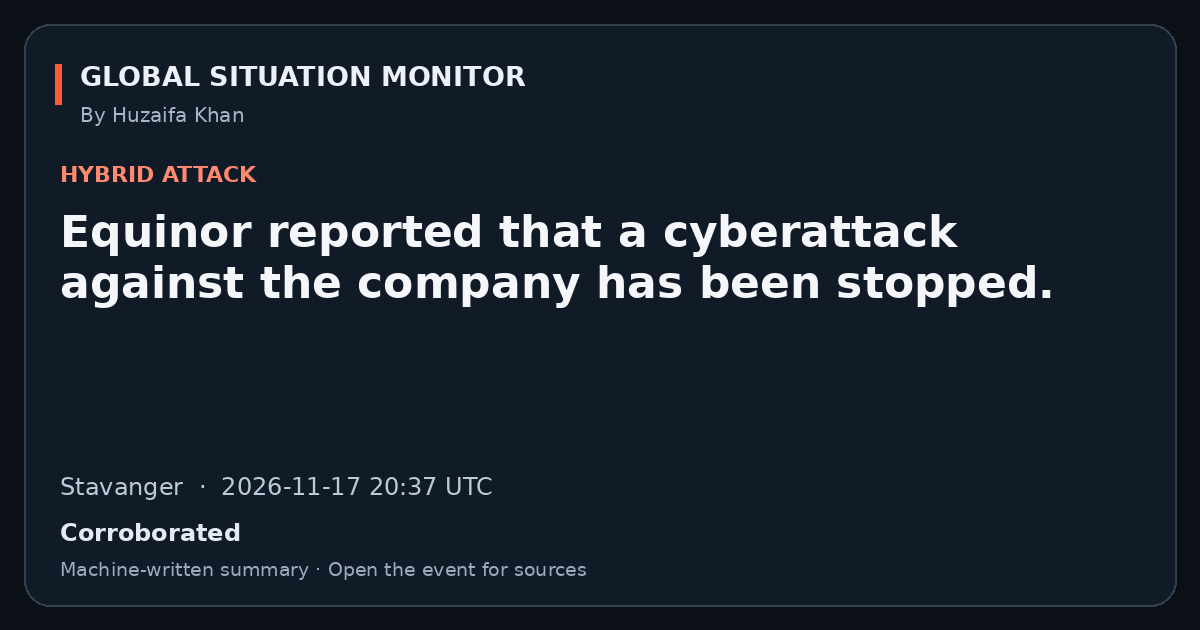 GLOBAL SITUATION MONITOR
By Huzaifa Khan
HYBRID ATTACK
Equinor reported that a cyberattack
against the company has been stopped.
Stavanger · 2026-11-17 20:37 UTC
Corroborated
Machine-written summary · Open the event for sources